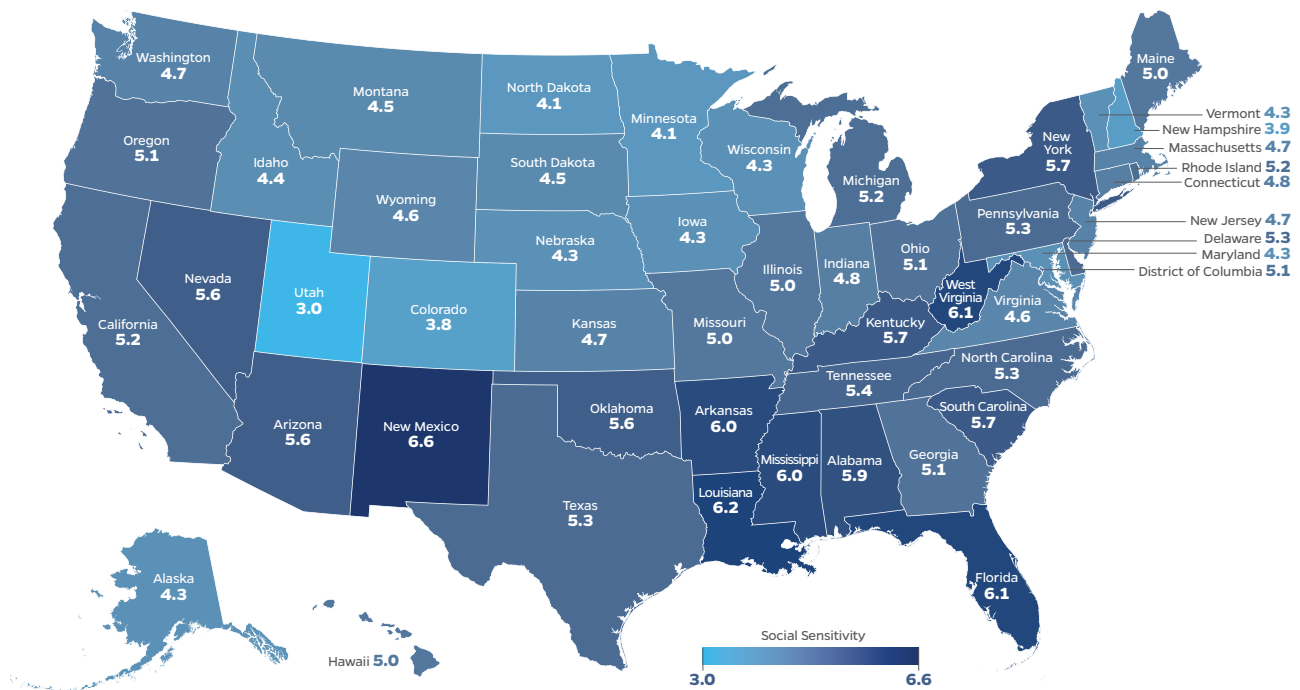 Washington
4.7
Oregon
5.1
California
5.2
Nevada
5.6
Idaho
4.4
Montana
4.5
Wyoming
4.6
Utah
3.0
Colorado
3.8
Arizona
5.6
New Mexico
6.6
North Dakota
4.1
South Dakota
4.5
Nebraska
4.3
Kansas
4.7
Oklahoma
5.6
Texas
5.3
Minnesota
4.1
Iowa
4.3
Missouri
5.0
Arkansas
6.0
Louisiana
6.2
Wisconsin
4.3
Illinois
5.0
Michigan
5.2
Indiana
4.8
Ohio
5.1
Kentucky
5.7
Tennessee
5.4
Mississippi
6.0
Alabama
5.9
Georgia
5.1
Florida
6.1
South Carolina
5.7
North Carolina
5.3
Virginia
4.6
West
Virginia
6.1
Pennsylvania
5.3
New
York
5.7
Maine
5.0
Vermont 4.3
New Hampshire 3.9
Massachusetts 4.7
Rhode Island 5.2
Connecticut 4.8
New Jersey 4.7
Delaware 5.3
Maryland 4.3
District of Columbia 5.1
Alaska
4.3
Hawaii 5.0
Social Sensitivity
3.0
6.6